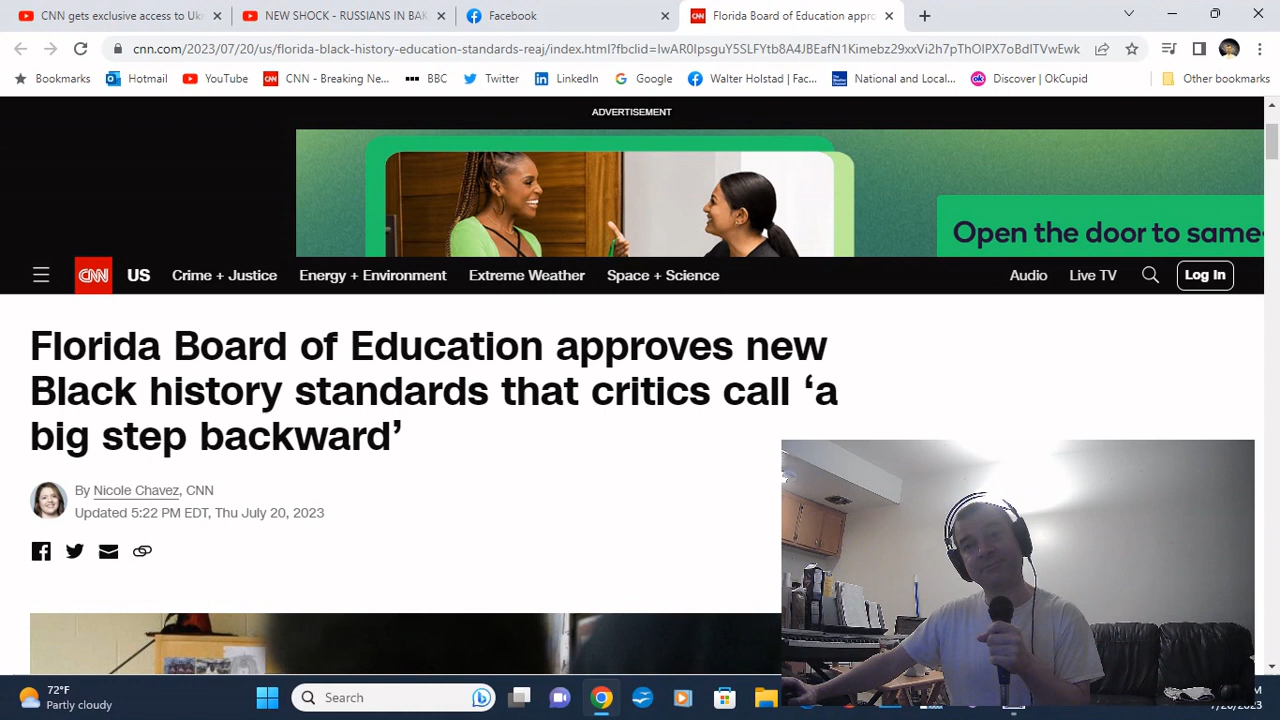 CNN gets exclusive access to Uk
NEW SHOCK - RUSSIANS IN BA
Facebook
Florida Board of Education appro
cnn.com/2023/07/20/us/florida-black-history-education-standards-reaj/index.html?fbclid=
Bookmarks
Hotmail
YouTube
CNN - Breaking Ne...
BBC
Twitter
LinkedIn
Google
Walter Holstad | Fac...
National and Local...
Discover | OkCupid
Other bookmarks
ADVERTISEMENT
Open the door to same-
CNN
US
Crime + Justice
Energy + Environment
Extreme Weather
Space + Science
Audio
Live TV
Log In
Florida Board of Education approves new
Black history standards that critics call ‘a
big step backward’
By Nicole Chavez, CNN
Updated 5:22 PM EDT, Thu July 20, 2023
72°F
Partly cloudy
Search
7/20/2023